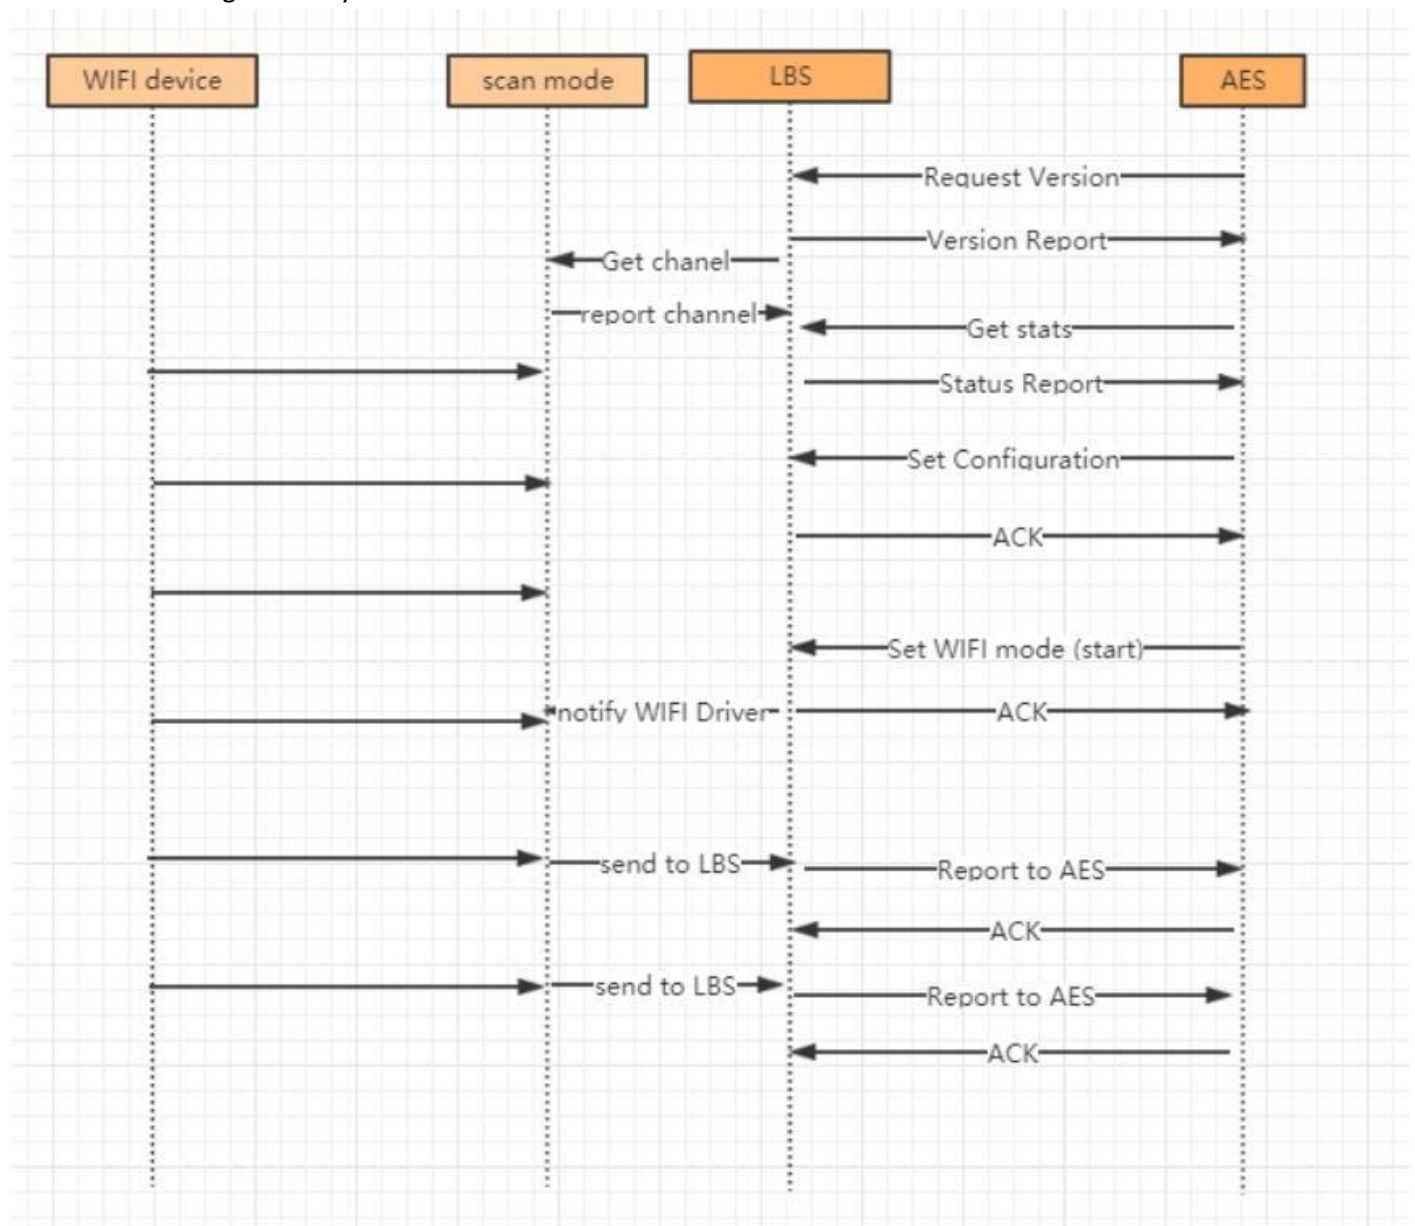 WIFI device
scan mode
LBS
AES
Request Version
Version Report
Get chanel
report channel
Get stats
Status Report
Set Configuration
ACK
Set WIFI mode (start)
notify WIFI Driver
ACK
send to LBS
Report to AES
ACK
send to LBS
Report to AES
ACK